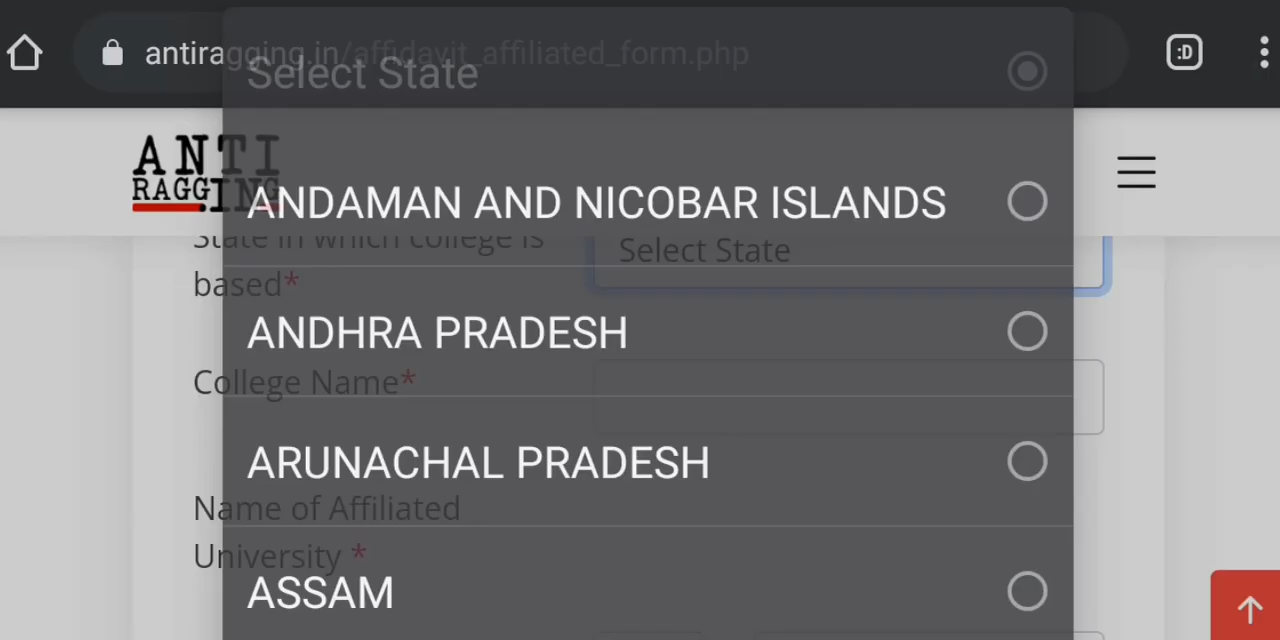 :D
antiragging.in/affidavit_affiliated_form.php
Select State
ANTI
RAGGING
ANDAMAN AND NICOBAR ISLANDS
State in which college is
based*
Select State
ANDHRA PRADESH
College Name*
ARUNACHAL PRADESH
Name of Affiliated
University *
ASSAM